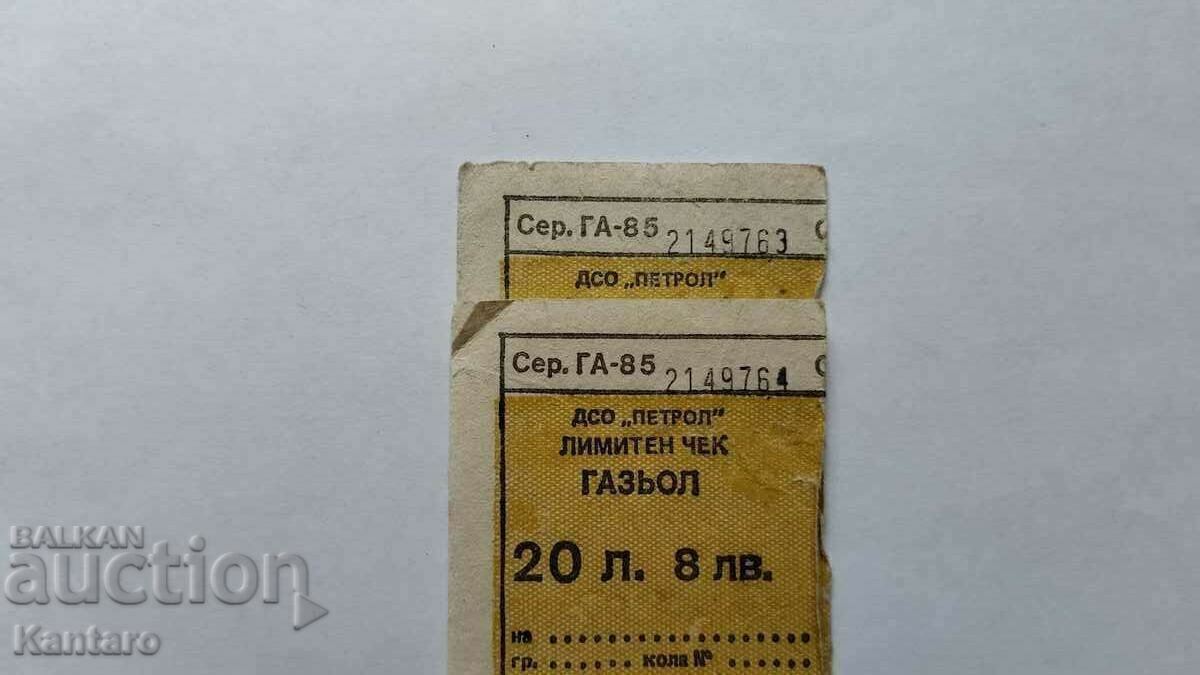 Сер. ГА-85 2149763
ДСО „ПЕТРОЛ"
Сер. ГА-85 2149764
ДСО „ПЕТРОЛ"
ЛИМИТЕН ЧЕК
ГАЗЬОЛ
20 л. 8 лв.
на ..................
гр. .......... кола № ......
BALKAN
auction
Kantaro